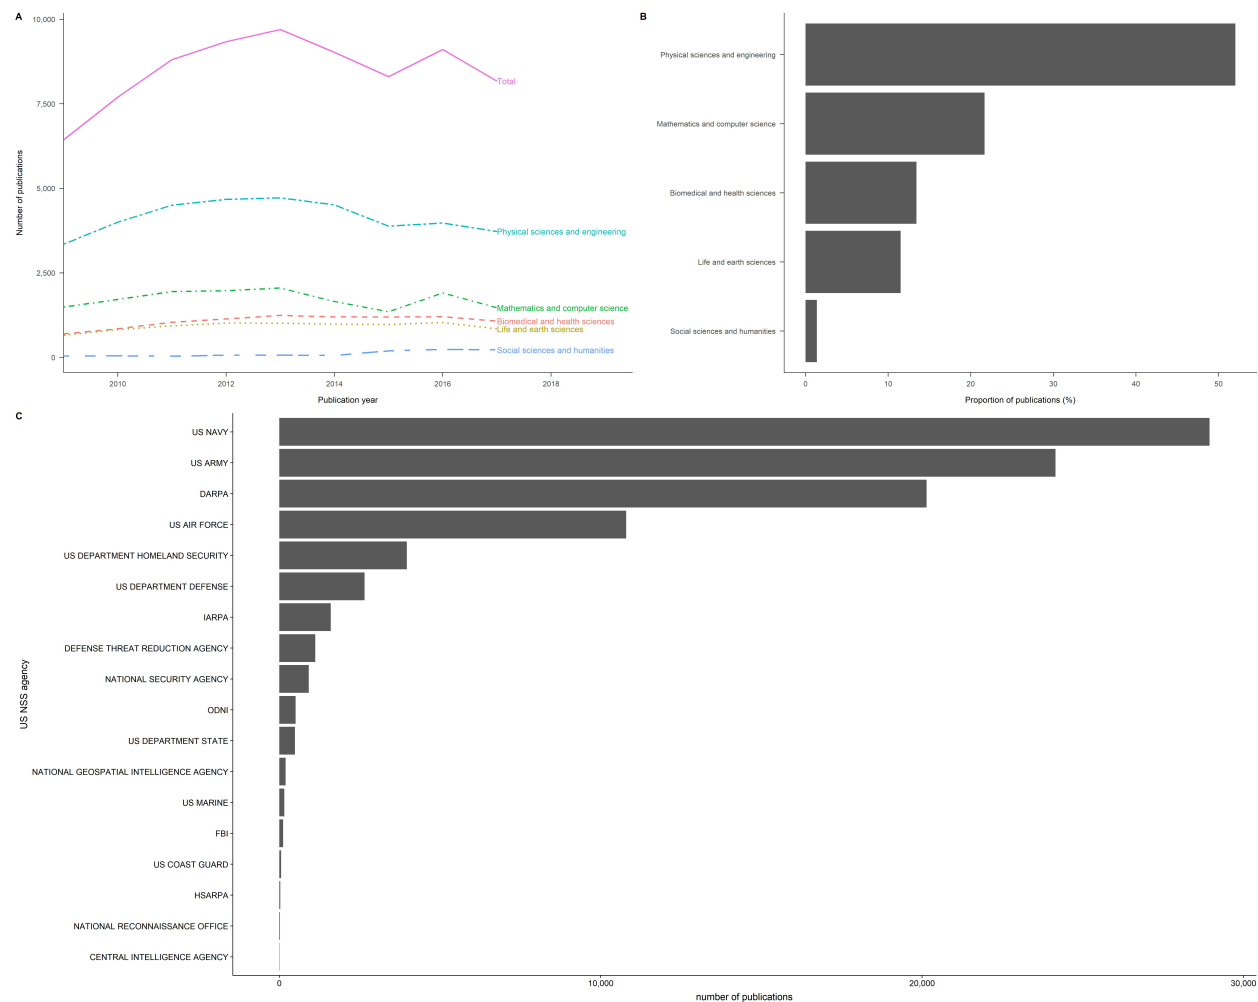 A
10,000
7,500
5,000
2,500
0
Number of publications
Total
Physical sciences and engineering
Mathematics and computer science
Biomedical and health sciences
Life and earth sciences
Social sciences and humanities
2010 2012 2014 2016 2018
Publication year
B
Physical sciences and engineering
Mathematics and computer science
Biomedical and health sciences
Life and earth sciences
Social sciences and humanities
0 10 20 30 40 50
Proportion of publications (%)
C
US NSS agency
US NAVY
US ARMY
DARPA
US AIR FORCE
US DEPARTMENT HOMELAND SECURITY
US DEPARTMENT DEFENSE
IARPA
DEFENSE THREAT REDUCTION AGENCY
NATIONAL SECURITY AGENCY
ODNI
US DEPARTMENT STATE
NATIONAL GEOSPATIAL INTELLIGENCE AGENCY
US MARINE
FBI
US COAST GUARD
HSARPA
NATIONAL RECONNAISSANCE OFFICE
CENTRAL INTELLIGENCE AGENCY
0 10,000 20,000 30,000
number of publications